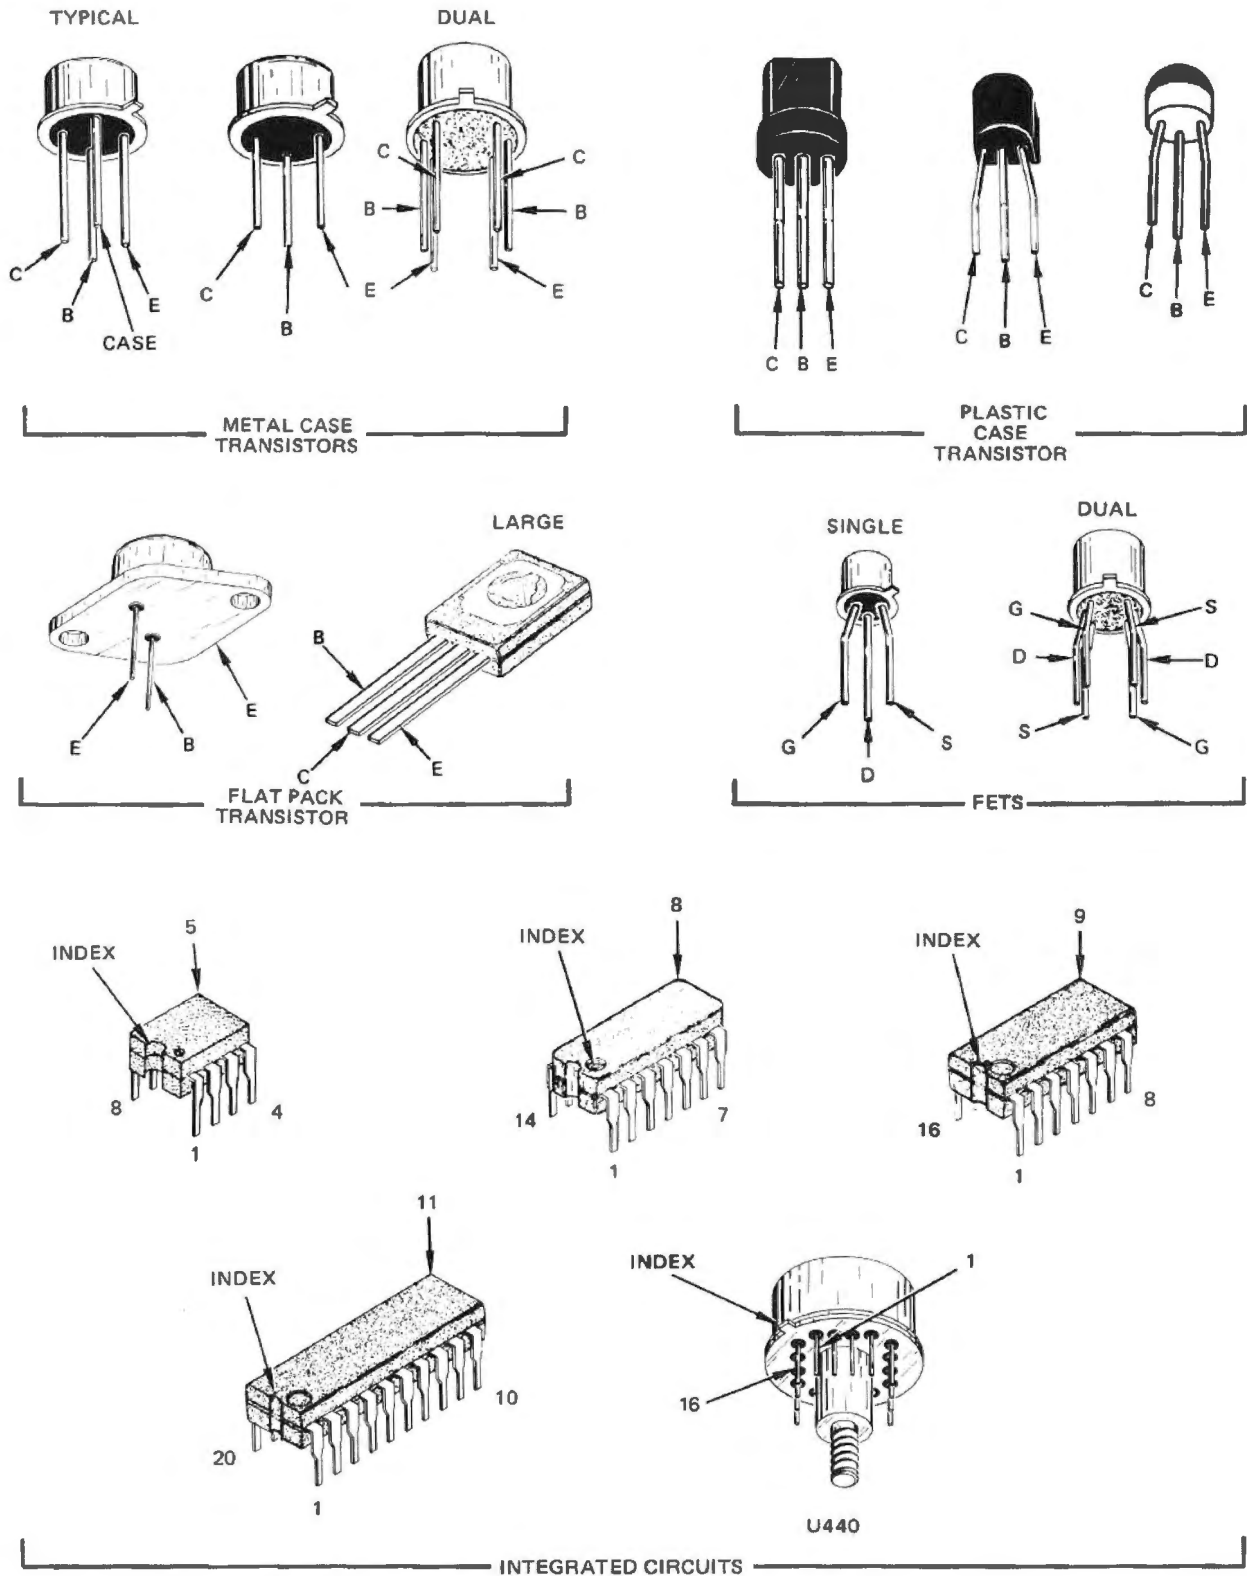 TYPICAL
DUAL
C
B
CASE
E
C
B
C
B
E
C
B
E
C
B
E
C
B
E
C
B
E
METAL CASE
TRANSISTORS
PLASTIC
CASE
TRANSISTOR
LARGE
E
B
E
B
C
E
SINGLE
DUAL
G
D
S
G
D
S
S
D
G
FLAT PACK
TRANSISTOR
FETS
INDEX
5
8
1
4
INDEX
8
14
1
7
INDEX
9
16
1
8
INDEX
11
20
1
10
INDEX
1
16
U440
INTEGRATED CIRCUITS